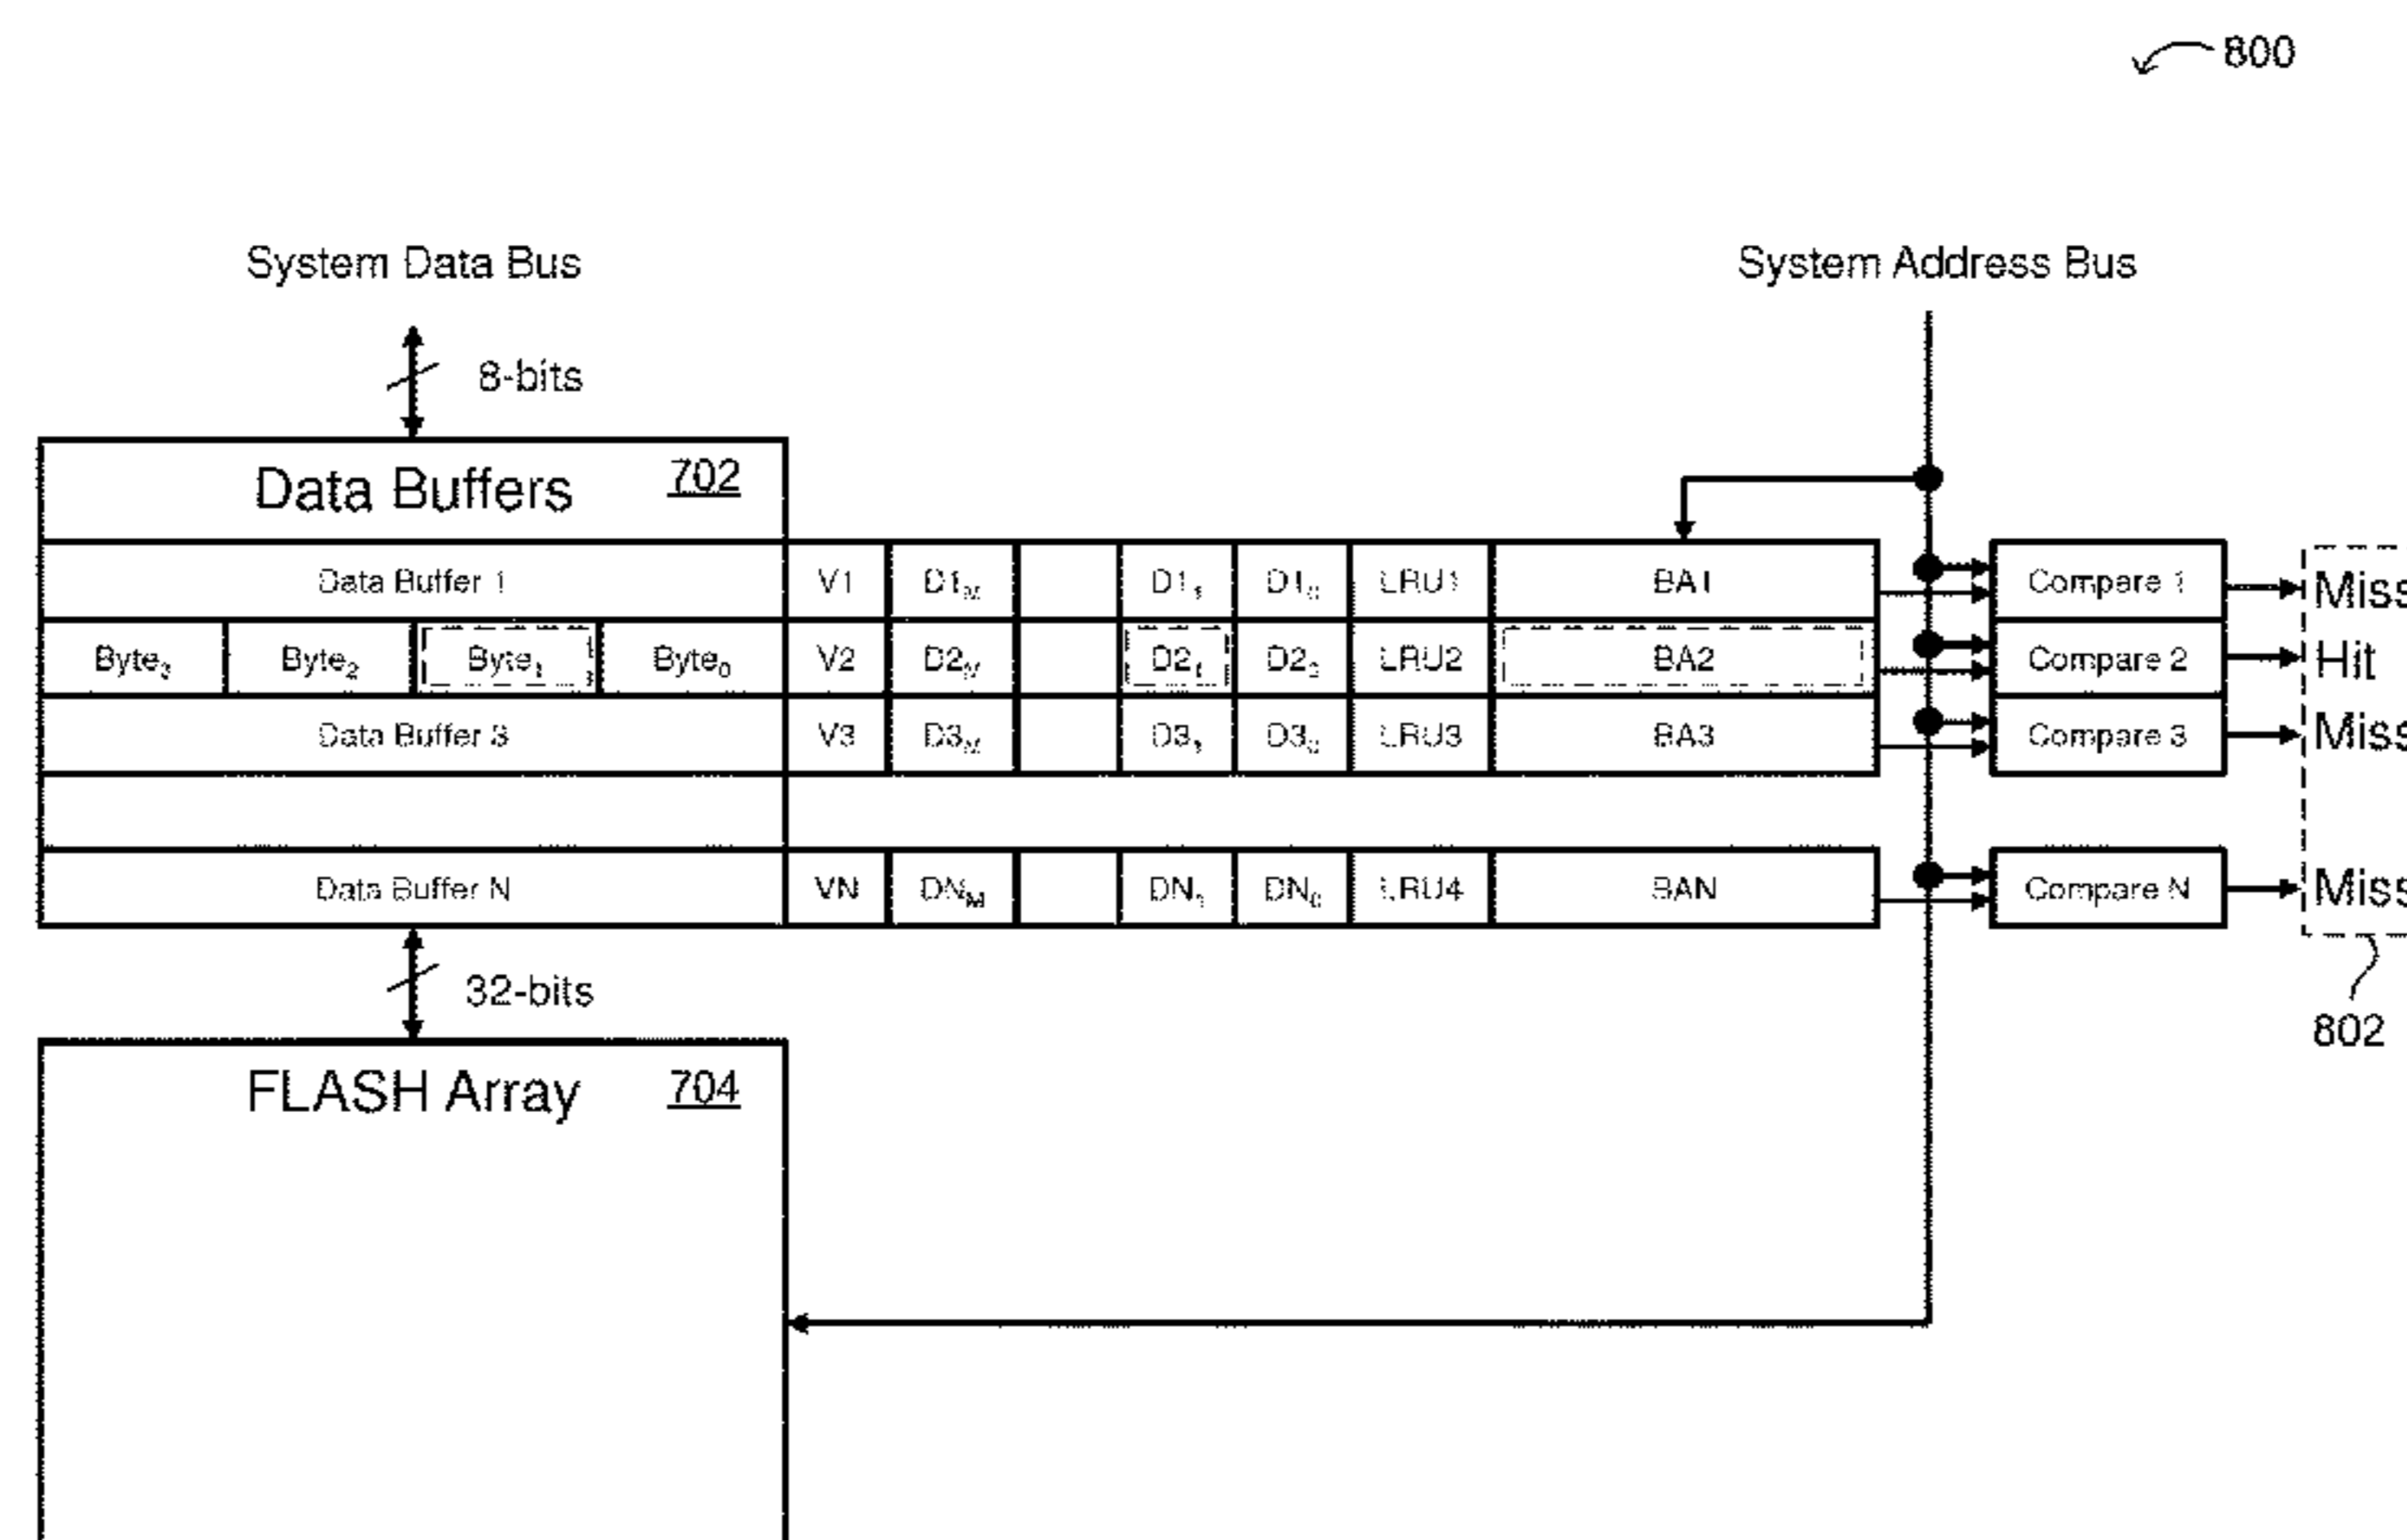 800
System Data Bus
System Address Bus
8-bits
Data Buffers 702
Data Buffer 1 V1 D1M D11 D10 LRU1 BA1 Compare 1 Miss
Byte3 Byte2 Byte1 Byte0 V2 D2M D21 D20 LRU2 BA2 Compare 2 Hit
Data Buffer 3 V3 D3M D31 D30 LRU3 BA3 Compare 3 Miss
Data Buffer N VN DNM DN1 DN0 LRU4 BAN Compare N Miss
32-bits
802
FLASH Array 704